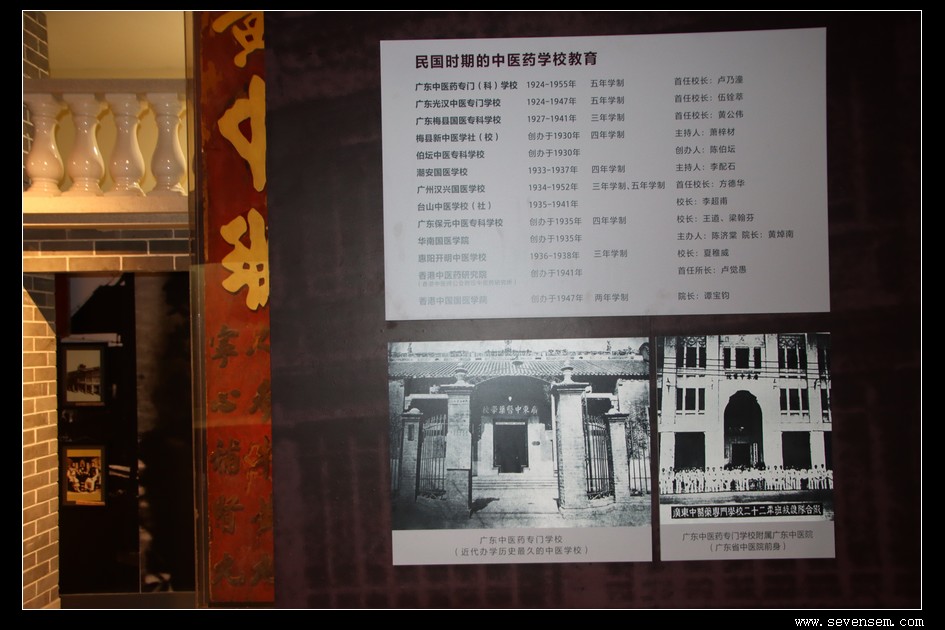 民国时期的中医药学校教育
广东中医药专门（科）学校 1924-1955年 五年学制 首任校长：卢乃潼
广东光汉中医专门学校 1924-1947年 五年学制 首任校长：伍铨萃
广东梅县国医专科学校 1927-1941年 三年学制 首任校长：黄公伟
梅县新中医学社（校） 创办于1930年 四年学制 主持人：萧梓材
伯坛中医专科学校 创办于1930年 创办人：陈伯坛
潮安国医学校 1933-1937年 四年学制 主持人：李配石
广州汉兴国医学校 1934-1952年 三年学制、五年学制 首任校长：方德华
台山中医学校（社） 1935-1941年 校长：李超甫
广东保元中医专科学校 创办于1935年 四年学制 校长：王道、梁翰芬
华南国医学院 创办于1935年 主办人：陈济棠 院长：黄焯南
惠阳开明中医学校 1936-1938年 三年学制 校长：夏稚威
香港中医药研究院 创办于1941年 首任所长：卢觉愚
香港中国国医学院 创办于1947年 两年学制 院长：谭宝钧
广东中医药专门学校
（近代办学历史最久的中医学校）
廣東中醫藥專門學校二十二年班
广东中医药专门学校附属广东中医院
（广东省中医院前身）
www.sevensem.com